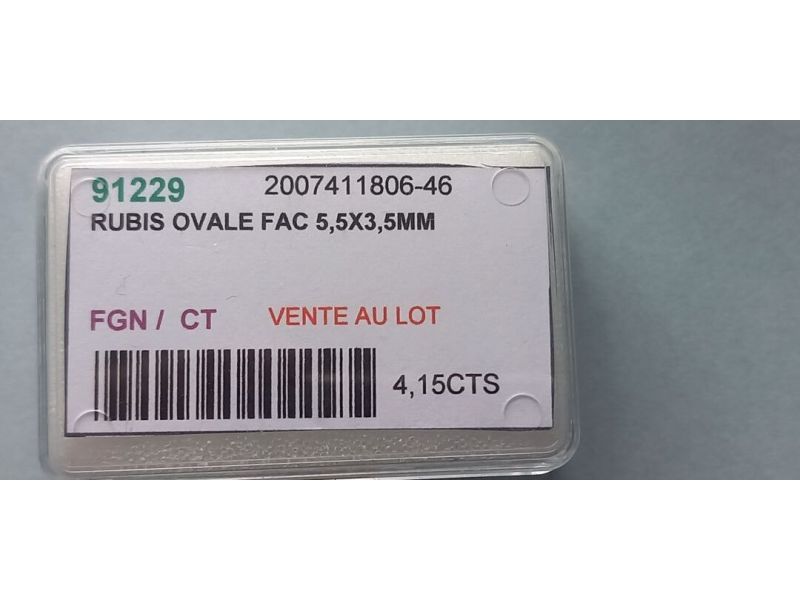 91229 2007411806-46
RUBIS OVALE FAC 5,5X3,5MM
FGN / CT VENTE AU LOT
4,15CTS